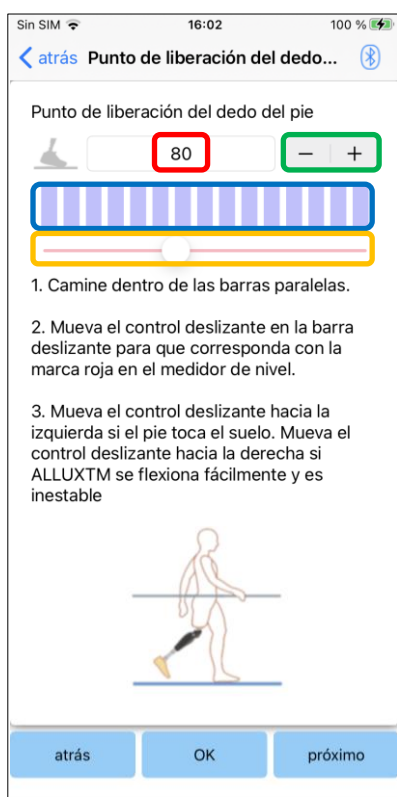 Sin SIM 16:02 100 %
atrás Punto de liberación del dedo...
Punto de liberación del dedo del pie
80 − +
1. Camine dentro de las barras paralelas.
2. Mueva el control deslizante en la barra
deslizante para que corresponda con la
marca roja en el medidor de nivel.
3. Mueva el control deslizante hacia la
izquierda si el pie toca el suelo. Mueva el
control deslizante hacia la derecha si
ALLUXTM se flexiona fácilmente y es
inestable
atrás OK próximo